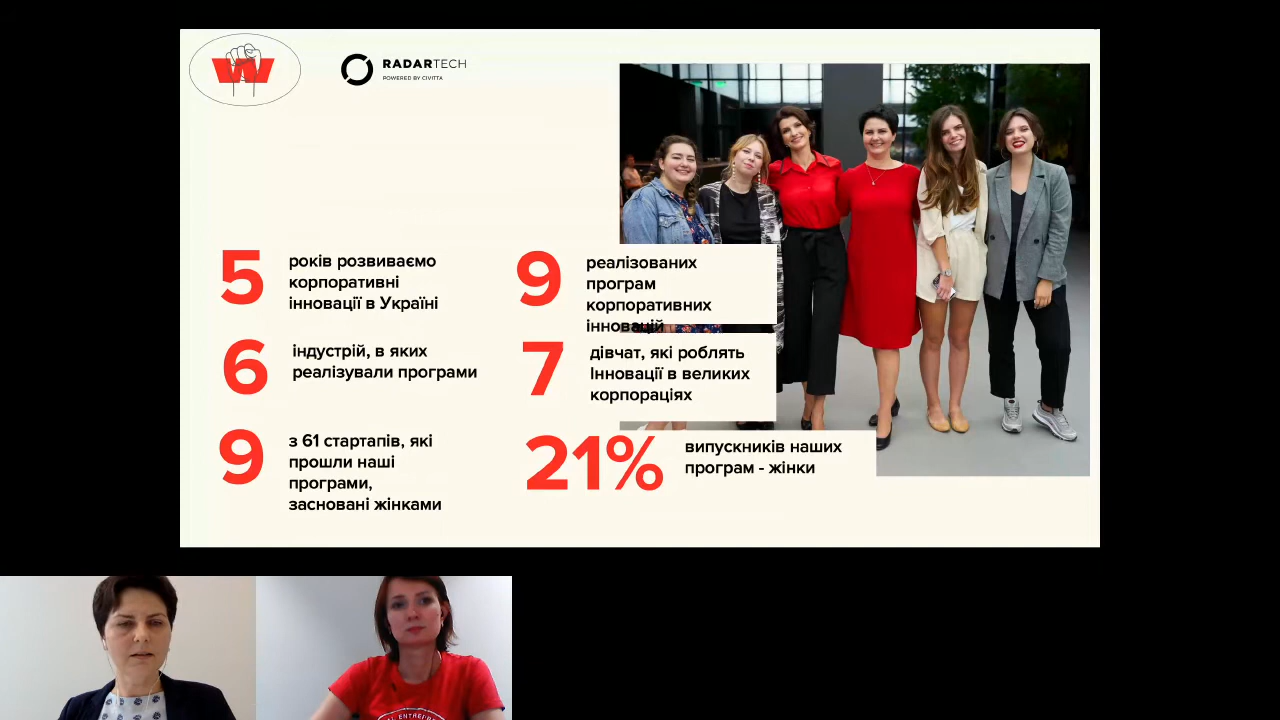 W
RADARTECH
POWERED BY CIVITTA
5
років розвиваємо
корпоративні
інновації в Україні
9
реалізованих
програм
корпоративних
інновацій
6
індустрій, в яких
реалізували програми
7
дівчат, які роблять
Інновації в великих
корпораціях
9
з 61 стартапів, які
прошли наші
програми,
засновані жінками
21%
випускників наших
програм - жінки